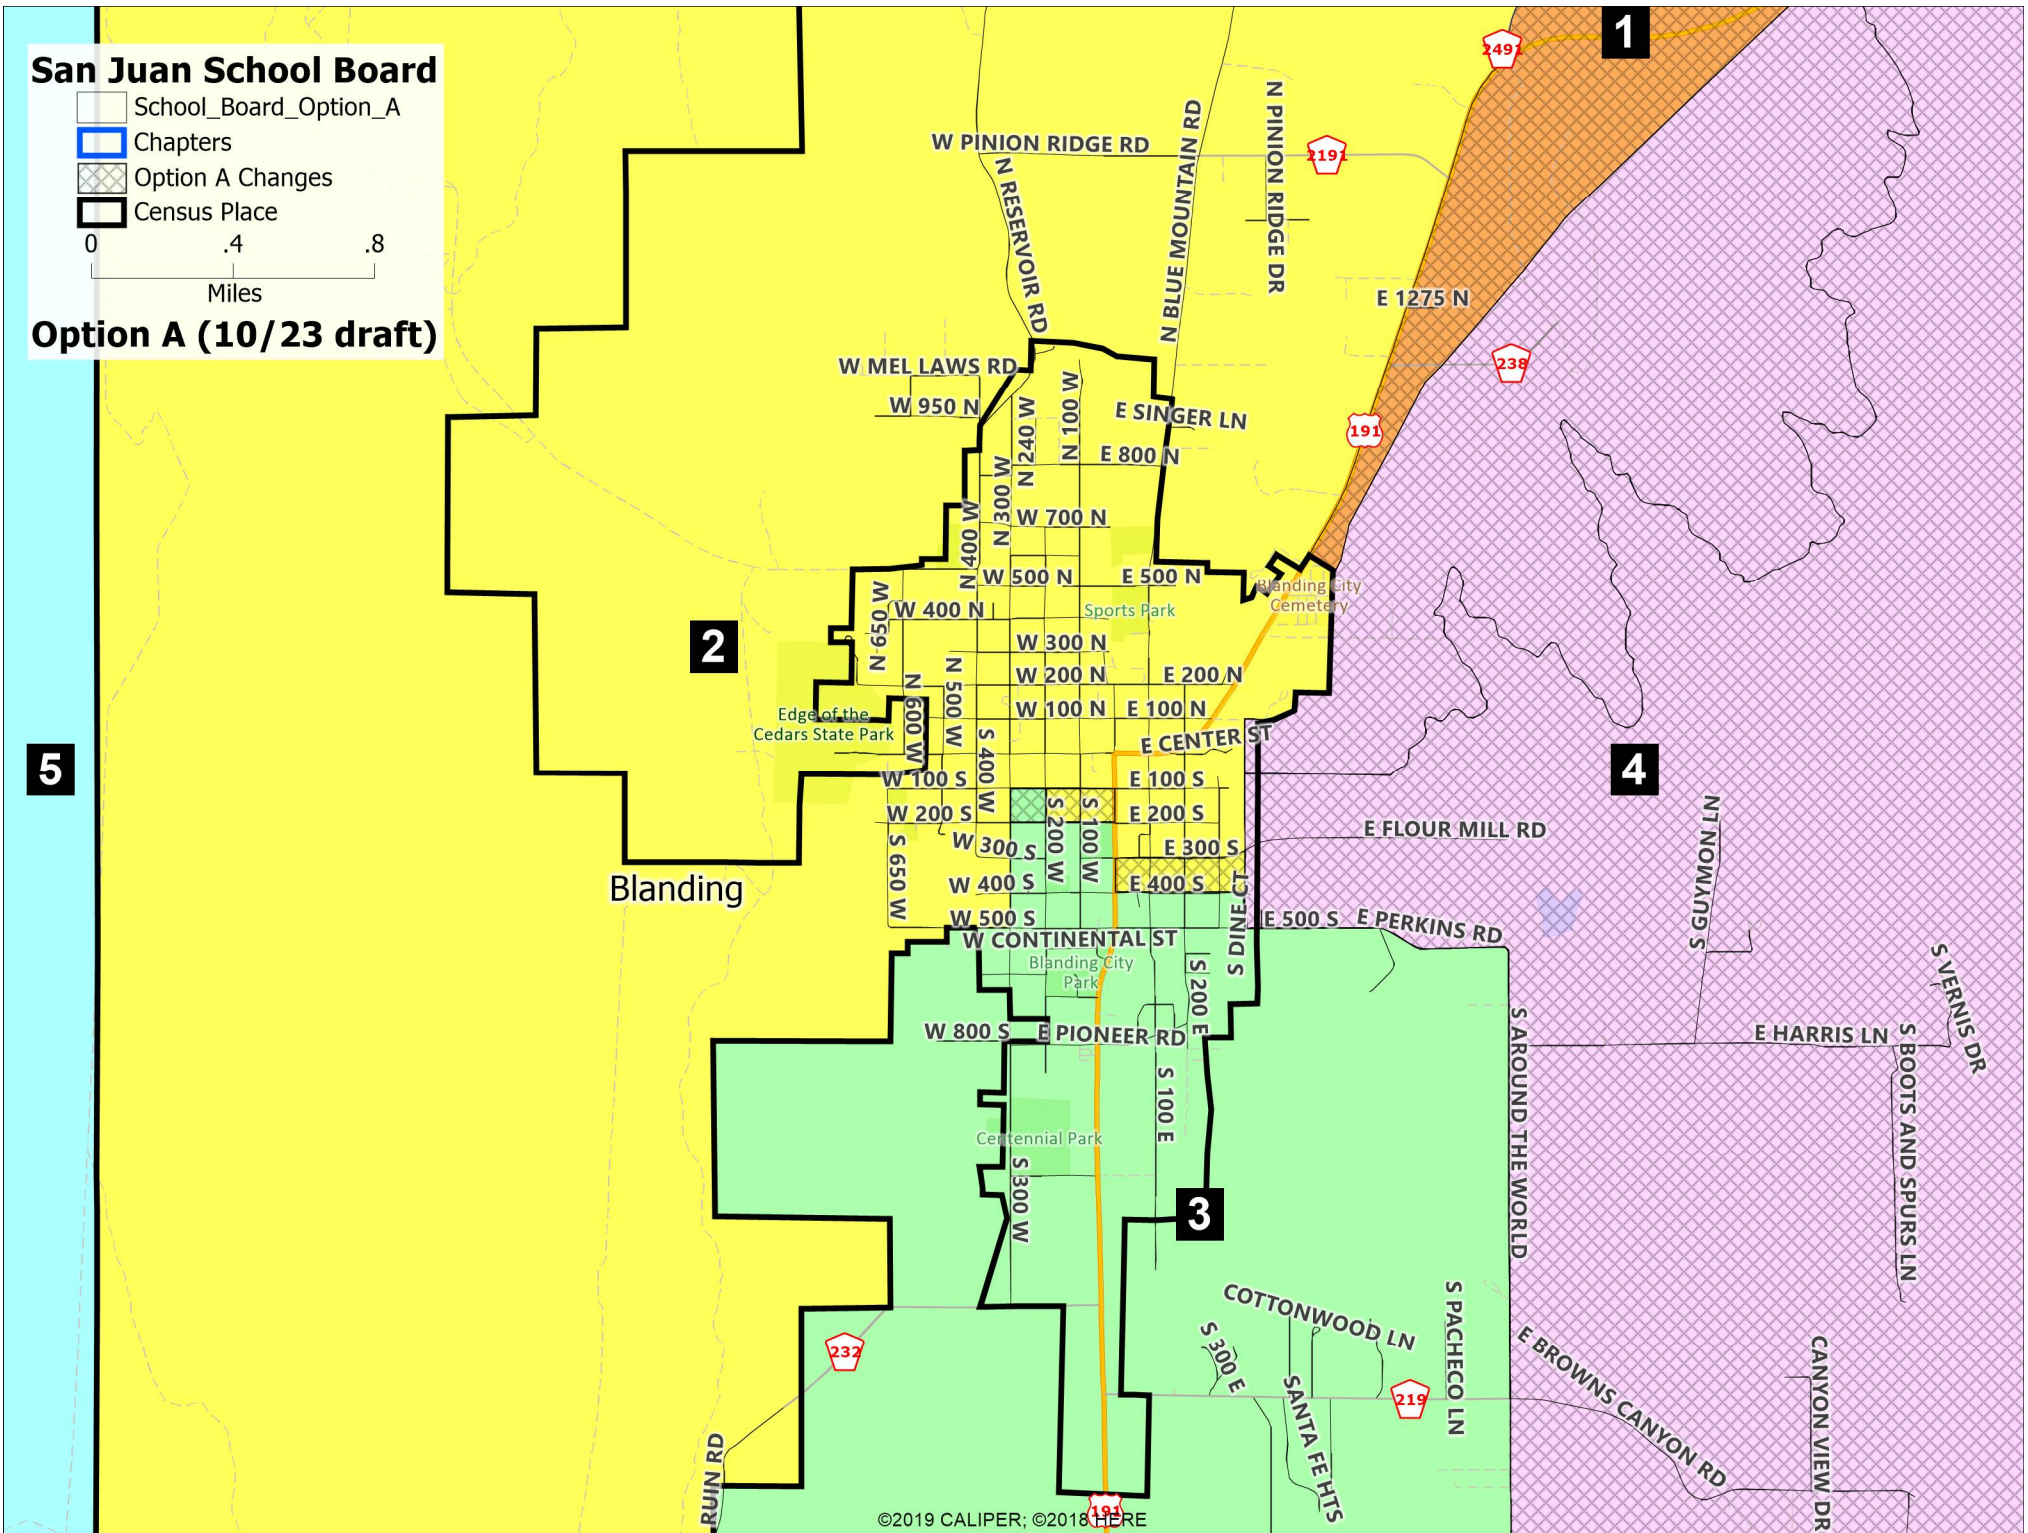 San Juan School Board
School_Board_Option_A
Chapters
Option A Changes
Census Place
0 .4 .8
Miles
Option A (10/23 draft)
1
2491
N PINION RIDGE DR
N BLUE MOUNTAIN RD
W PINION RIDGE RD
2191
N RESERVOIR RD
E 1275 N
238
W MEL LAWS RD
W 950 N
N 240 W
N 100 W
E SINGER LN
191
E 800 N
N 300 W
N 400 W
W 700 N
W 500 N
E 500 N
Blanding City
Cemetery
N 650 W
W 400 N
Sports Park
2
W 300 N
N 500 W
W 200 N
E 200 N
N 600 W
W 100 N
E 100 N
Edge of the
Cedars State Park
S 400 W
E CENTER ST
5
4
W 100 S
E 100 S
W 200 S
S 200 W
S 100 W
E 200 S
S GUYMON LN
E FLOUR MILL RD
W 300 S
E 300 S
S 650 W
Blanding
W 400 S
E 400 S
S DINE CT
W 500 S
E 500 S
E PERKINS RD
W CONTINENTAL ST
Blanding City
Park
S 200 E
S VERNIS DR
W 800 S
E PIONEER RD
S AROUND THE WORLD
E HARRIS LN
S BOOTS AND SPURS LN
S 100 E
Centennial Park
S 300 W
3
COTTONWOOD LN
S PACHECO LN
S 300 E
232
E BROWNS CANYON RD
CANYON VIEW DR
219
SANTA FE HTS
RUIN RD
191
©2019 CALIPER; ©2018 HERE